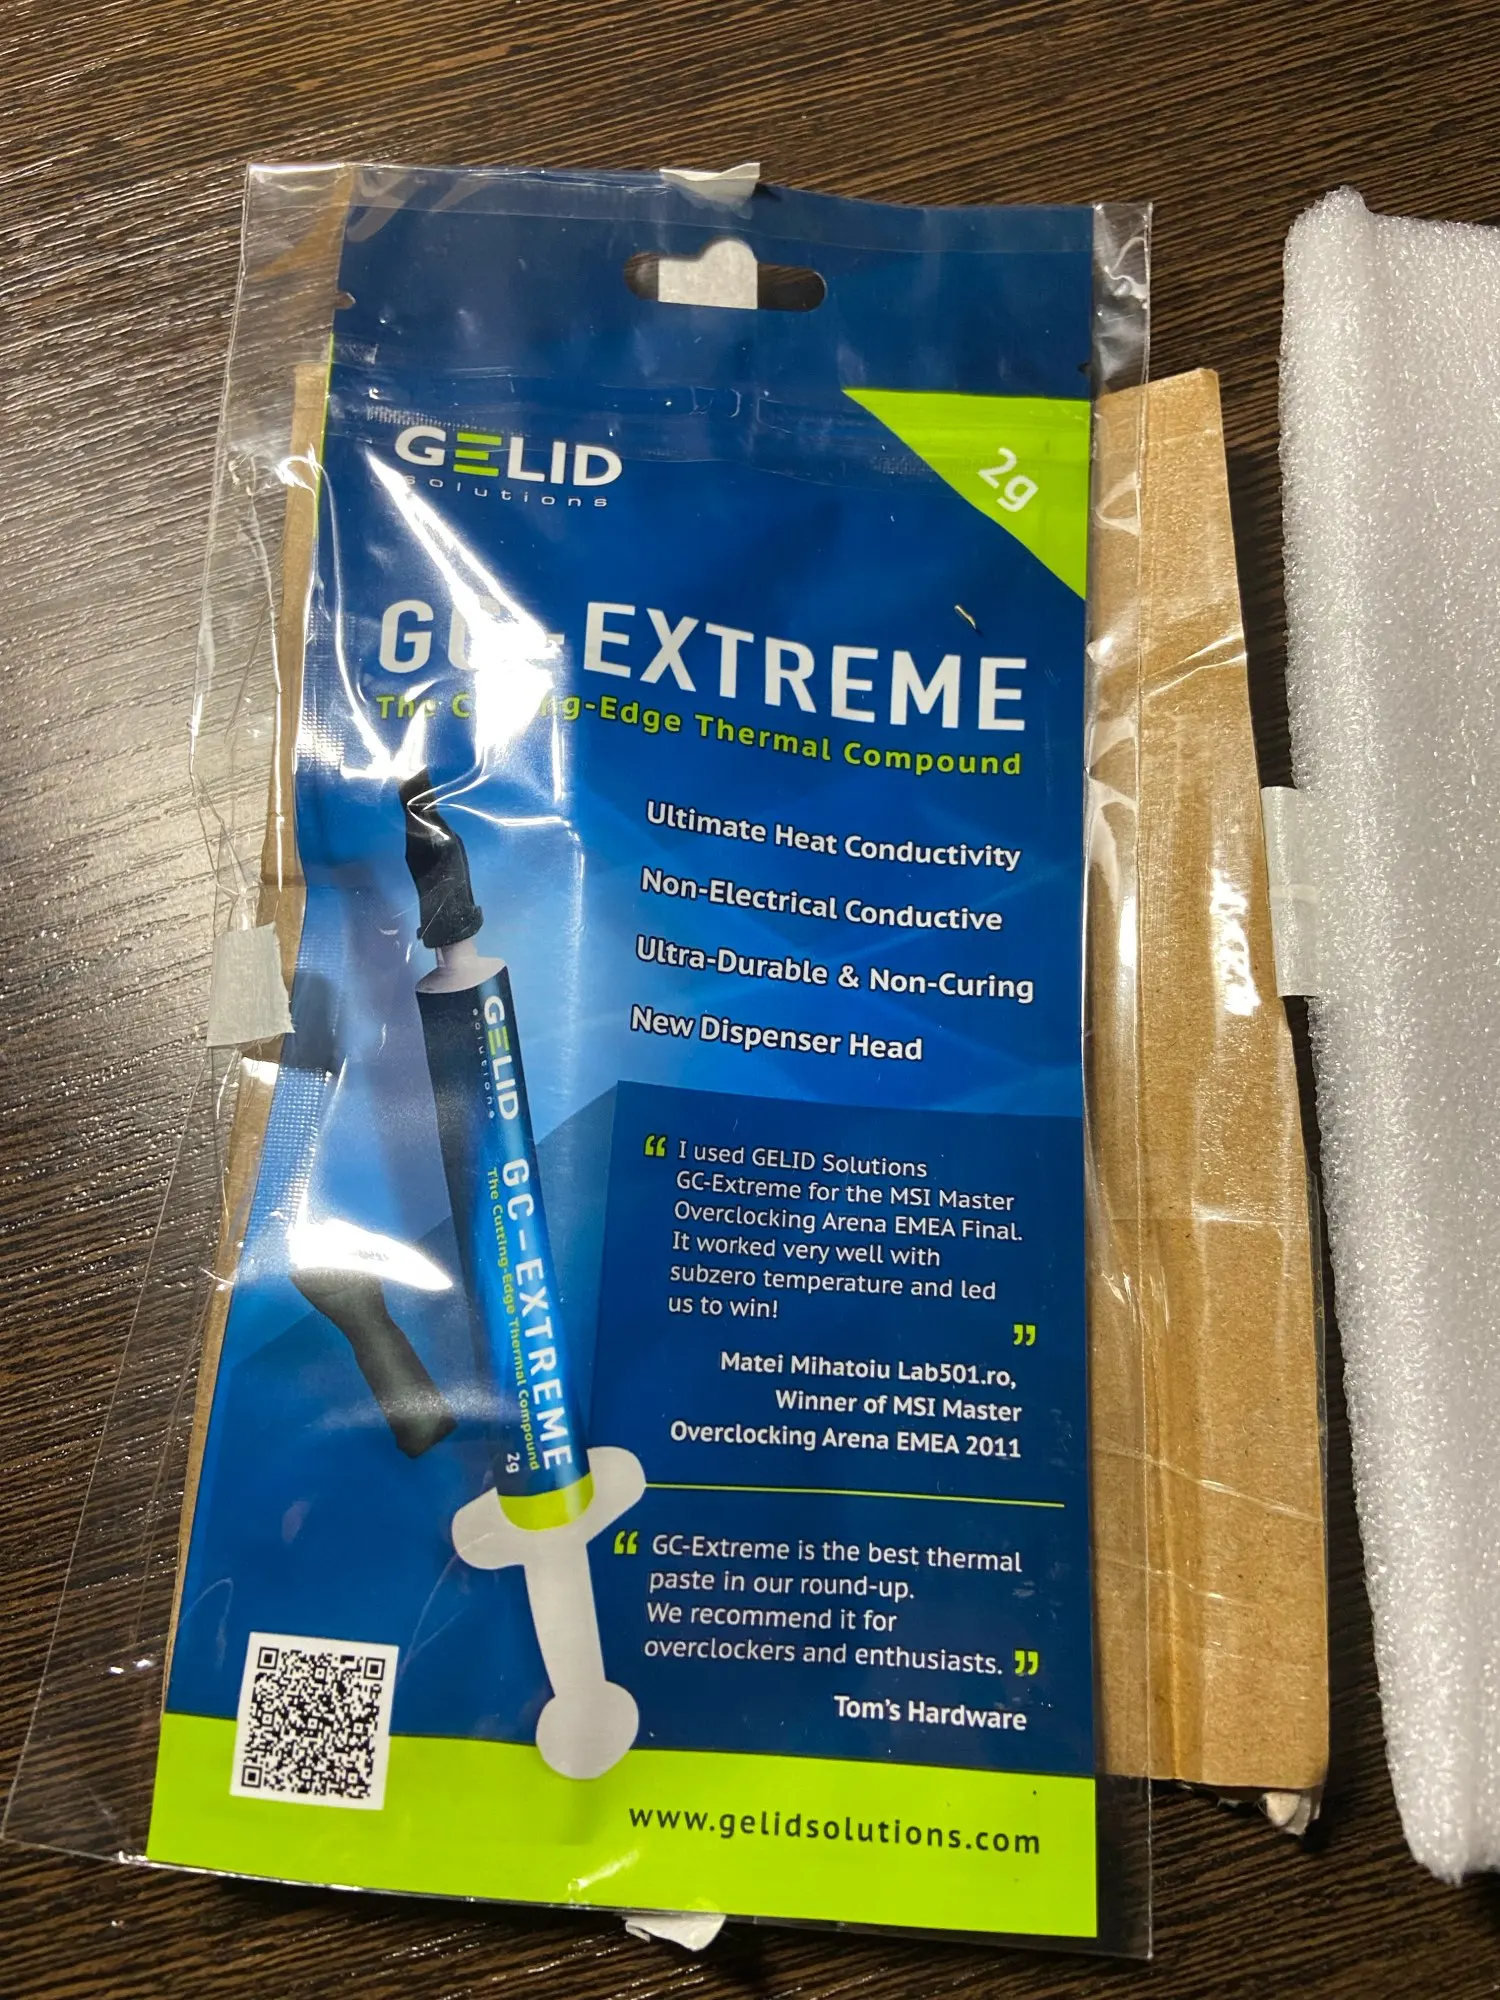 GELID
solutions
2g
GC-EXTREME
The Cutting-Edge Thermal Compound
Ultimate Heat Conductivity
Non-Electrical Conductive
Ultra-Durable & Non-Curing
New Dispenser Head
GELID
solutions
GC-EXTREME
The Cutting-Edge Thermal Compound
2g
“ I used GELID Solutions
GC-Extreme for the MSI Master
Overclocking Arena EMEA Final.
It worked very well with
subzero temperature and led
us to win!
”
Matei Mihatoiu Lab501.ro,
Winner of MSI Master
Overclocking Arena EMEA 2011
“ GC-Extreme is the best thermal
paste in our round-up.
We recommend it for
overclockers and enthusiasts. ”
Tom's Hardware
www.gelidsolutions.com